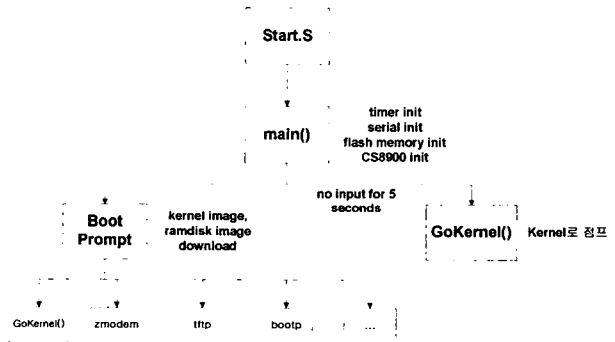 Start.S
main()
timer init
serial init
flash memory init
CS8900 init
no input for 5
seconds
Boot
Prompt
kernel image,
ramdisk image
download
GoKernel()
Kernel로 점프
GoKernel()
zmodem
tftp
bootp
...